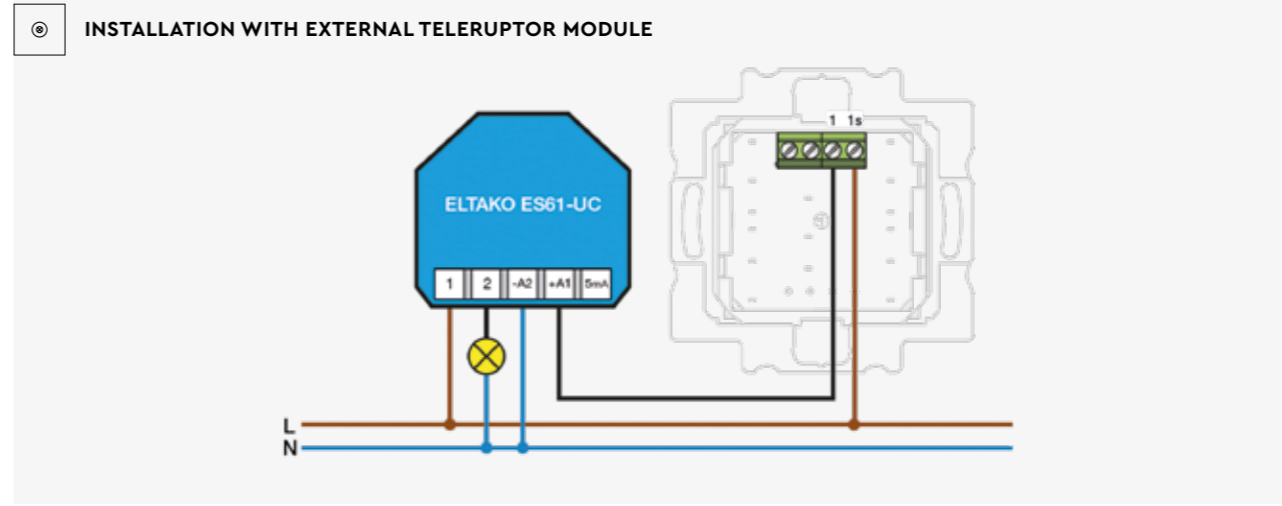 INSTALLATION WITH EXTERNAL TELERUPTOR MODULE
1 1s
ELTAKO ES61-UC
1 2 -A2 +A1 5mA
L
N